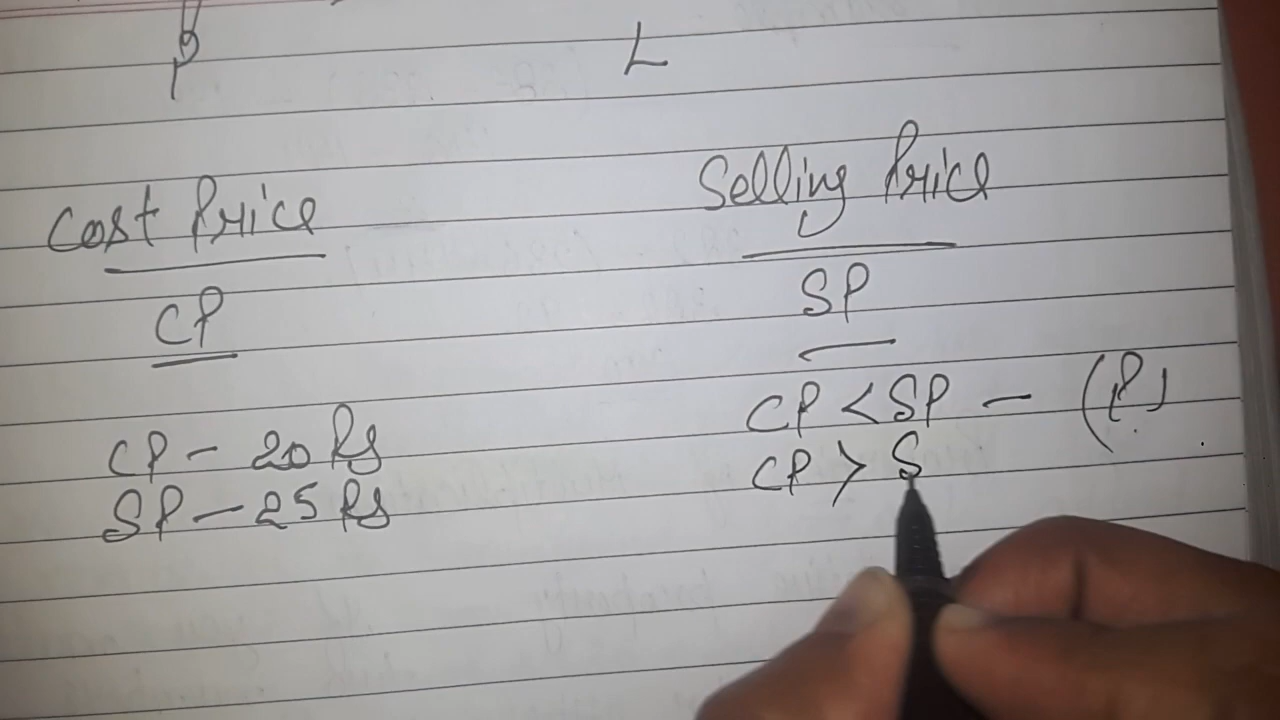 P L
Cost Price
CP
CP - 20 Rs
SP - 25 Rs
Selling Price
SP
CP < SP - (P)
CP > S